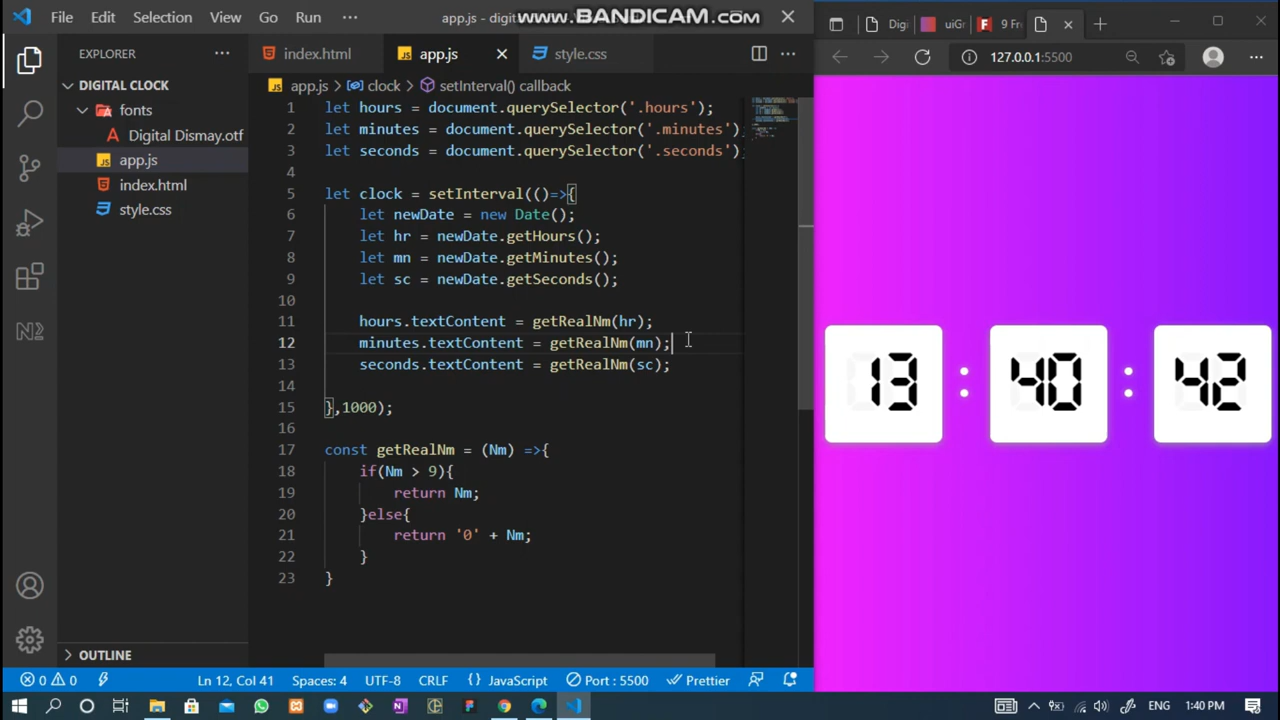 File Edit Selection View Go Run ··· app.js - digit
www.BANDICAM.com
EXPLORER ···
DIGITAL CLOCK
fonts
Digital Dismay.otf
app.js
index.html
style.css
OUTLINE
index.html app.js style.css ···
app.js > clock > setInterval() callback
1 let hours = document.querySelector('.hours');
2 let minutes = document.querySelector('.minutes');
3 let seconds = document.querySelector('.seconds');
4
5 let clock = setInterval(()=>{
6 let newDate = new Date();
7 let hr = newDate.getHours();
8 let mn = newDate.getMinutes();
9 let sc = newDate.getSeconds();
10
11 hours.textContent = getRealNm(hr);
12 minutes.textContent = getRealNm(mn);
13 seconds.textContent = getRealNm(sc);
14
15 },1000);
16
17 const getRealNm = (Nm) =>{
18 if(Nm > 9){
19 return Nm;
20 }else{
21 return '0' + Nm;
22 }
23 }
0 0 Ln 12, Col 41 Spaces: 4 UTF-8 CRLF {} JavaScript Port : 5500 Prettier
Digi uiGr 9 Fr
127.0.0.1:5500
13 : 40 : 42
ENG 1:40 PM